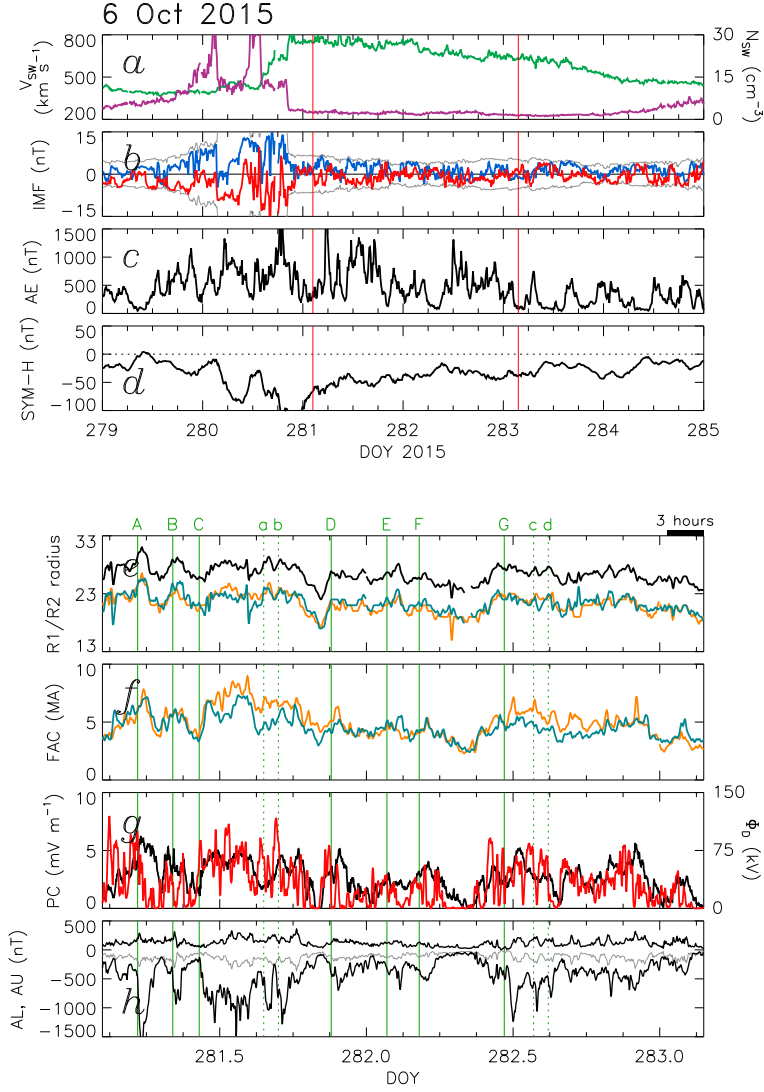 6 Oct 2015
800
500
200
V_SW (km s⁻¹)
a
30
15
0
N_SW (cm⁻³)
15
0
−15
IMF (nT)
b
1500
1000
500
0
AE (nT)
c
50
0
−50
−100
SYM−H (nT)
d
279 280 281 282 283 284 285
DOY 2015
A B C a b D E F G c d
3 hours
33
23
13
R1/R2 radius
e
10
5
0
FAC (MA)
f
10
5
0
PC (mV m⁻¹)
g
150
75
0
Φ_D (kV)
500
0
−500
−1000
−1500
AL, AU (nT)
h
281.5 282.0 282.5 283.0
DOY